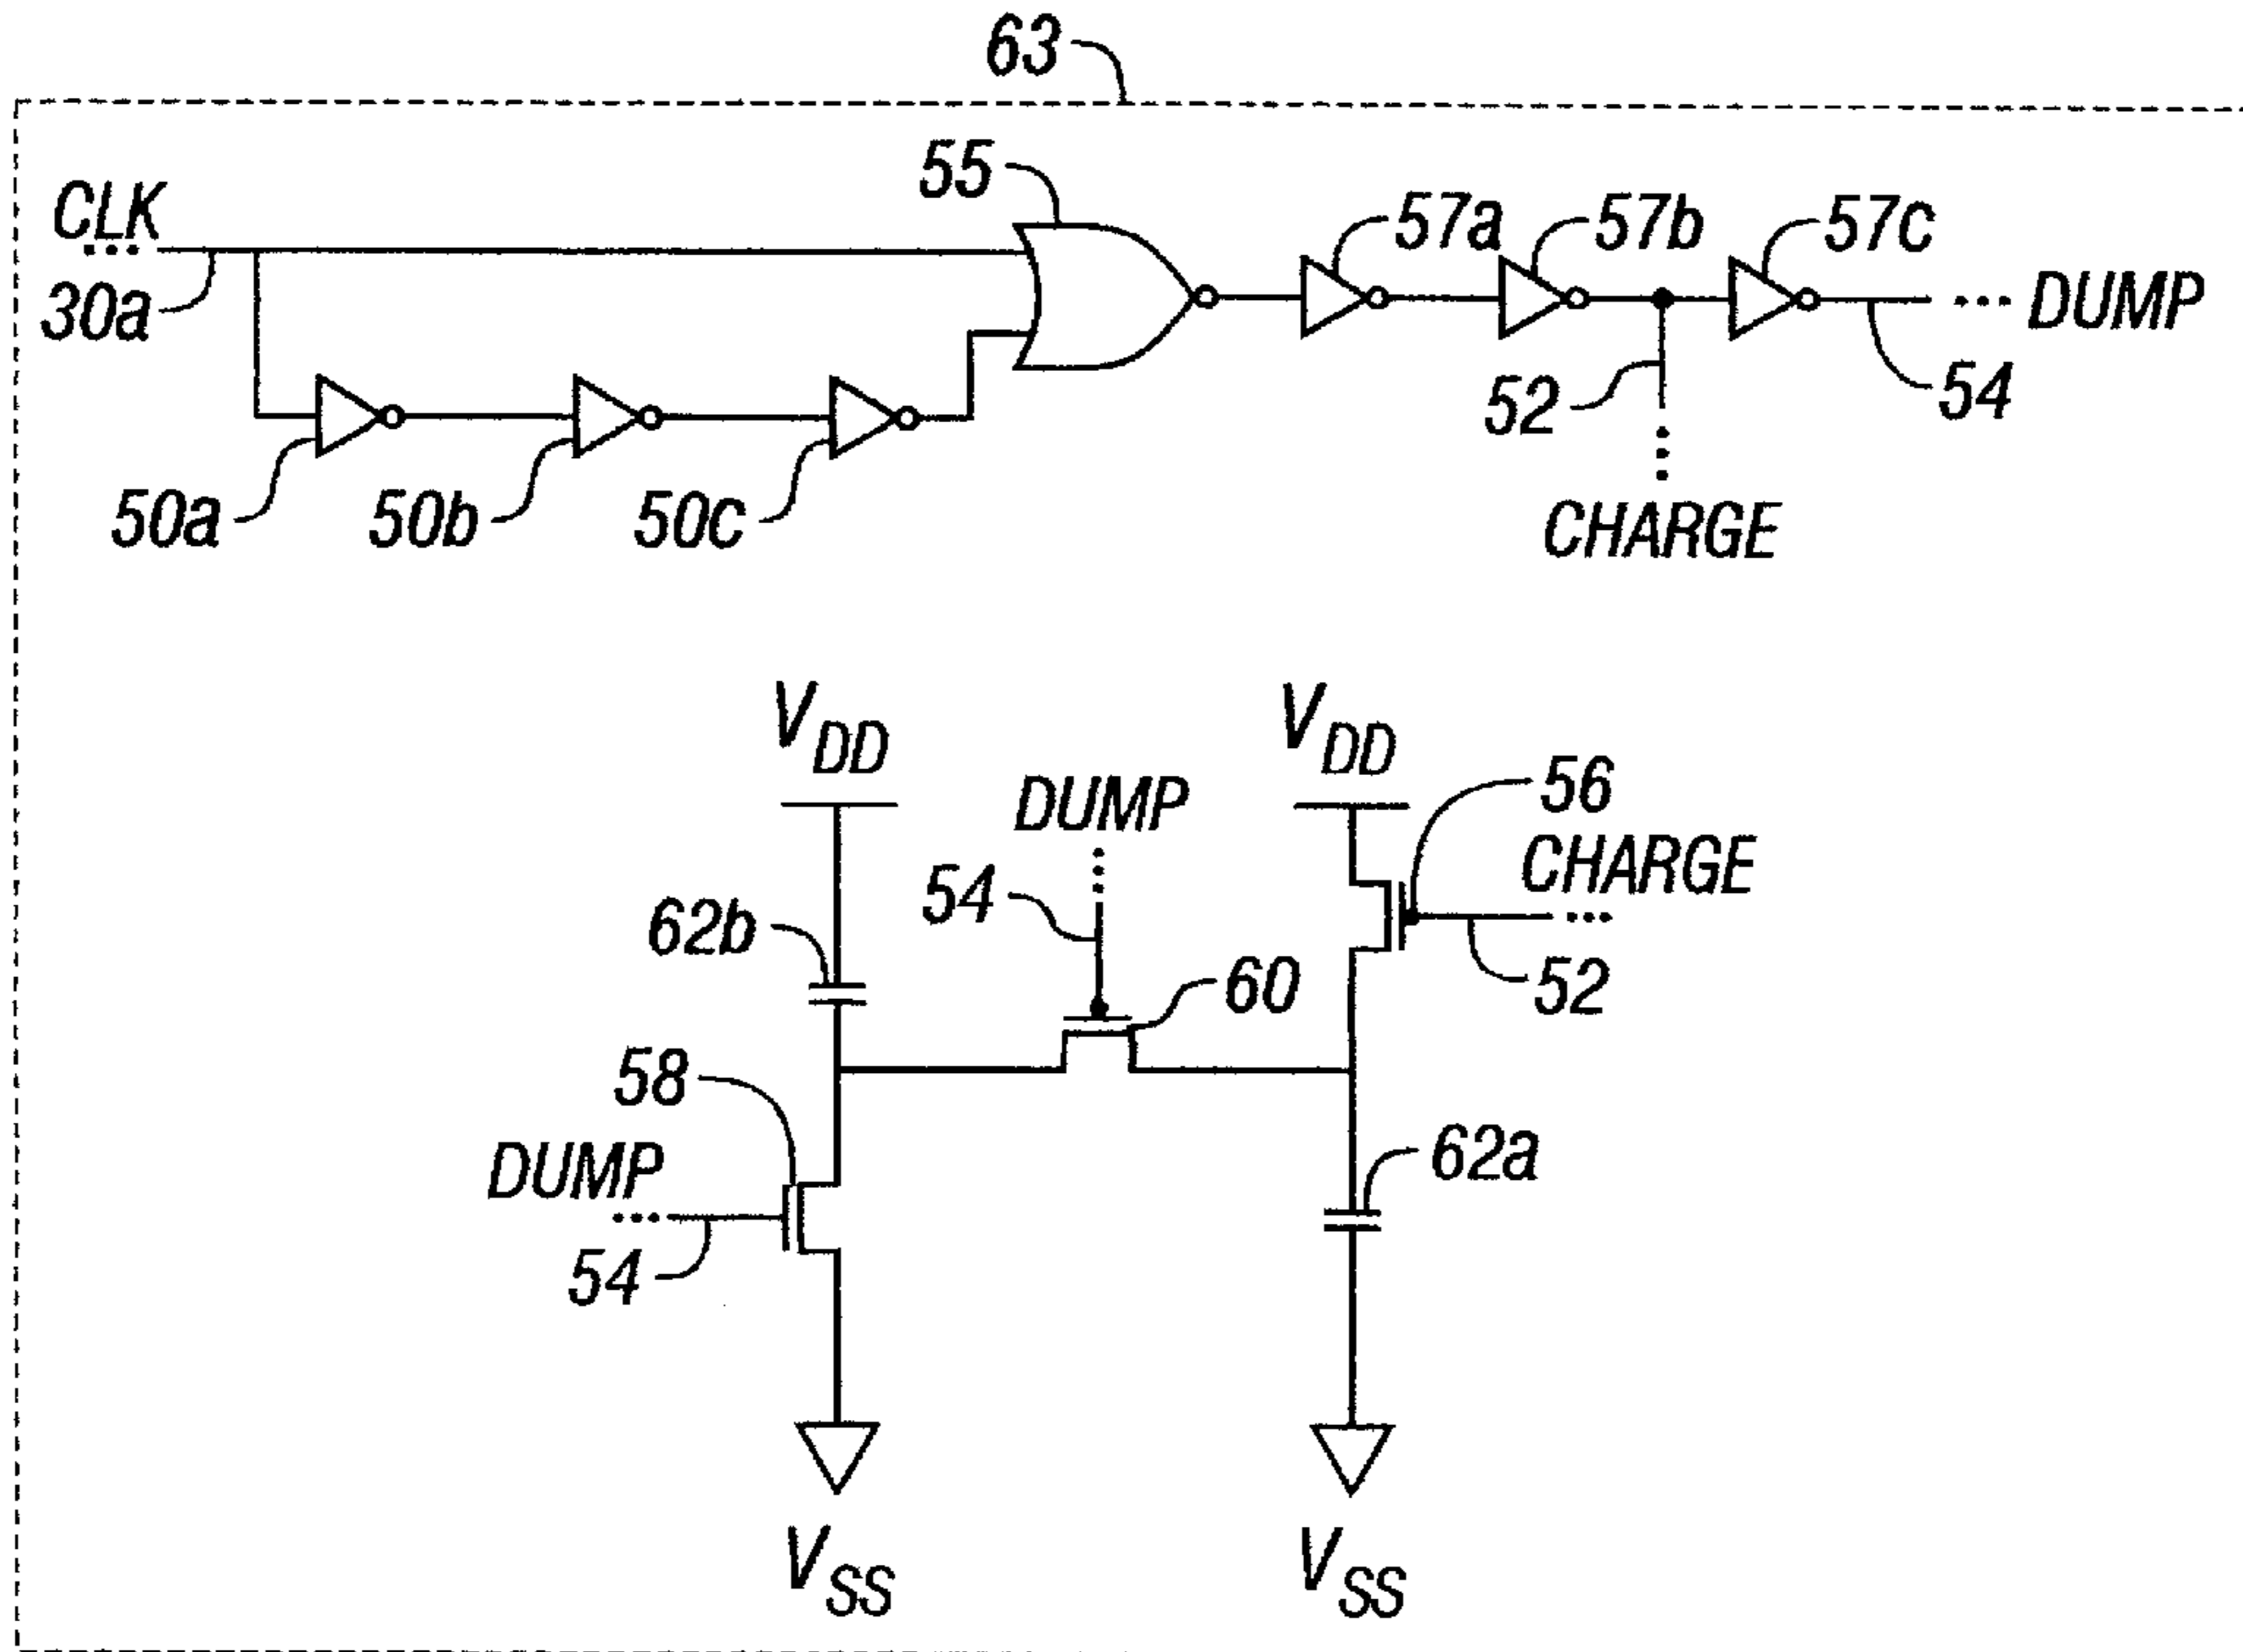 63
55
57a
57b
57c
CLK
30a
DUMP
52
54
50a
50b
50c
CHARGE
VDD
VDD
DUMP
56
CHARGE
54
62b
52
60
58
62a
DUMP
54
VSS
VSS